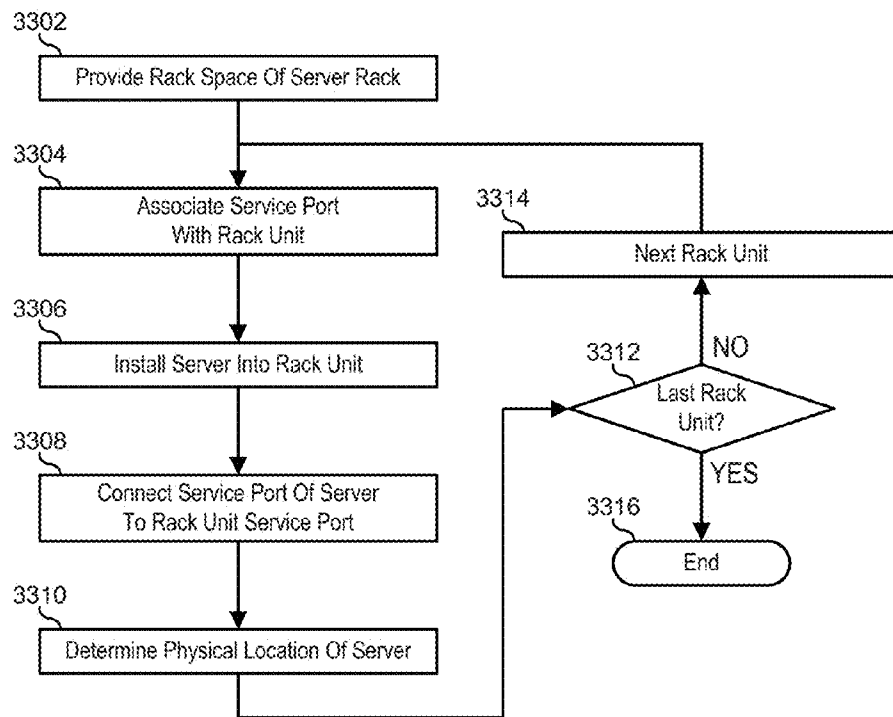 3302
Provide Rack Space Of Server Rack
3304
Associate Service Port
With Rack Unit
3306
Install Server Into Rack Unit
3308
Connect Service Port Of Server
To Rack Unit Service Port
3310
Determine Physical Location Of Server
3312
Last Rack
Unit?
NO
3314
Next Rack Unit
YES
3316
End